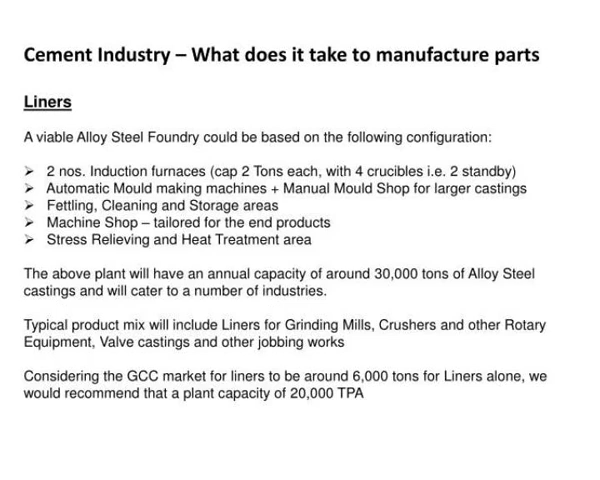 Cement Industry – What does it take to manufacture parts
Liners
A viable Alloy Steel Foundry could be based on the following configuration:
➢ 2 nos. Induction furnaces (cap 2 Tons each, with 4 crucibles i.e. 2 standby)
➢ Automatic Mould making machines + Manual Mould Shop for larger castings
➢ Fettling, Cleaning and Storage areas
➢ Machine Shop – tailored for the end products
➢ Stress Relieving and Heat Treatment area
The above plant will have an annual capacity of around 30,000 tons of Alloy Steel
castings and will cater to a number of industries.
Typical product mix will include Liners for Grinding Mills, Crushers and other Rotary
Equipment, Valve castings and other jobbing works
Considering the GCC market for liners to be around 6,000 tons for Liners alone, we
would recommend that a plant capacity of 20,000 TPA